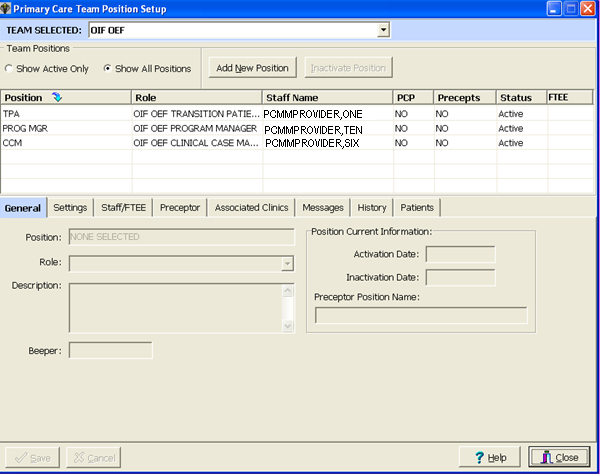 Primary Care Team Position Setup
TEAM SELECTED: OIF OEF
Team Positions
Show Active Only Show All Positions Add New Position Inactivate Position
Position Role Staff Name PCP Precepts Status FTEE
TPA OIF OEF TRANSITION PATIE... PCMMPROVIDER,ONE NO NO Active
PROG MGR OIF OEF PROGRAM MANAGER PCMMPROVIDER,TEN NO NO Active
CCM OIF OEF CLINICAL CASE MA... PCMMPROVIDER,SIX NO NO Active
General Settings Staff/FTEE Preceptor Associated Clinics Messages History Patients
Position: NONE SELECTED
Role:
Description:
Beeper:
Position Current Information:
Activation Date:
Inactivation Date:
Preceptor Position Name:
Save Cancel Help Close